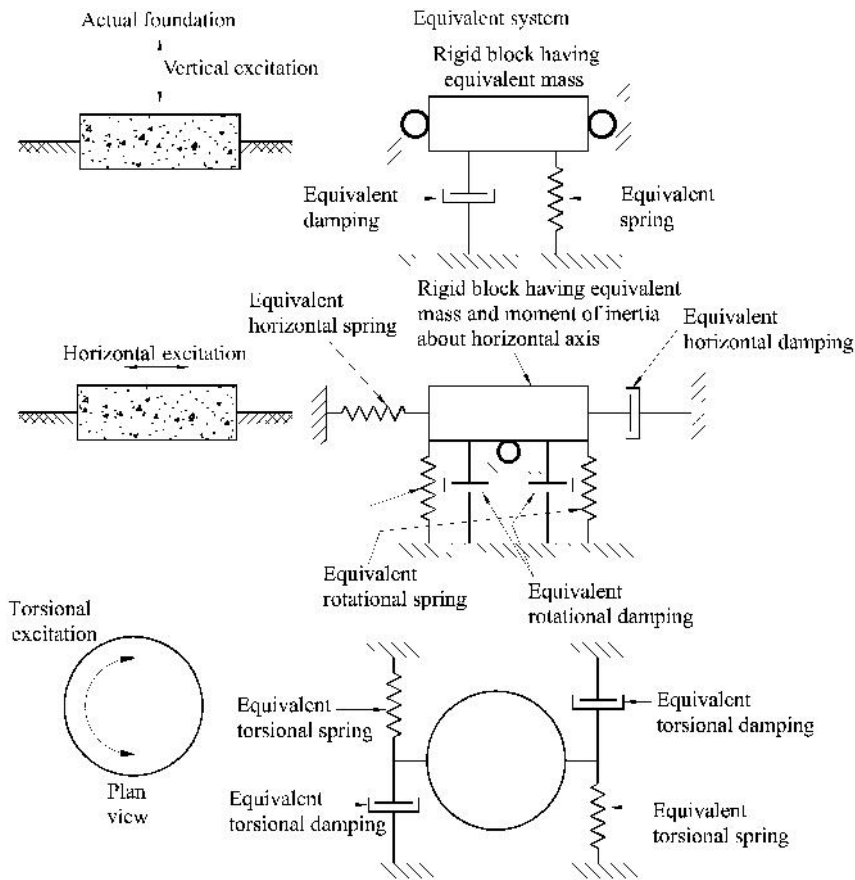 Actual foundation
Equivalent system
Vertical excitation
Rigid block having
equivalent mass
Equivalent
damping
Equivalent
spring
Equivalent
horizontal spring
Rigid block having equivalent
mass and moment of inertia
about horizontal axis
Equivalent
horizontal damping
Horizontal excitation
Equivalent
rotational spring
Equivalent
rotational damping
Torsional
excitation
Equivalent
torsional spring
Equivalent
torsional damping
Plan
view
Equivalent
torsional damping
Equivalent
torsional spring